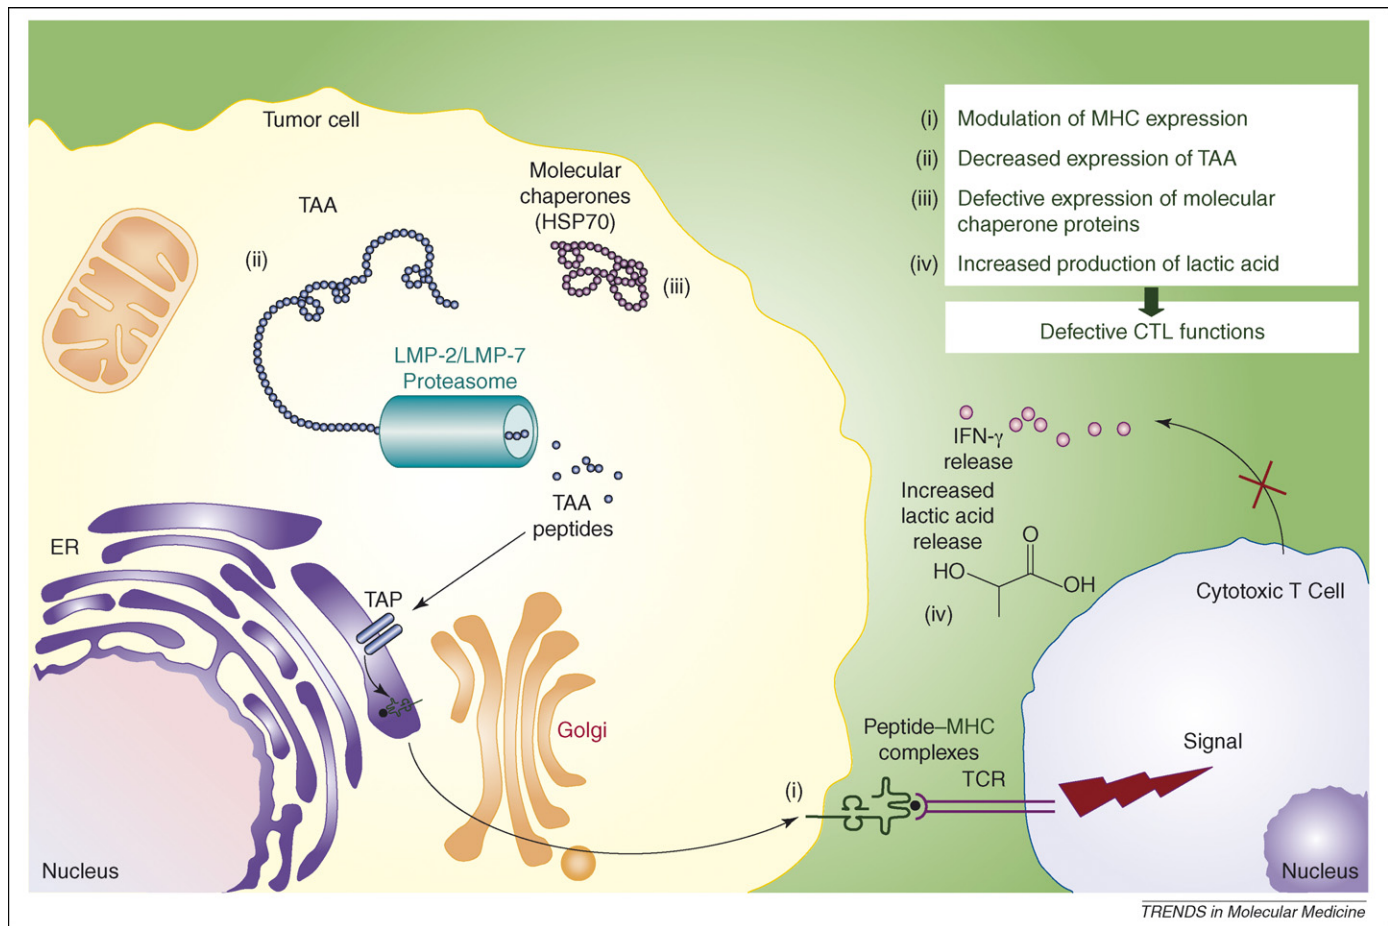 Tumor cell
Molecular
chaperones
(HSP70)
TAA
(ii)
(iii)
LMP-2/LMP-7
Proteasome
TAA
peptides
ER
TAP
Golgi
Nucleus
(i) Modulation of MHC expression
(ii) Decreased expression of TAA
(iii) Defective expression of molecular
chaperone proteins
(iv) Increased production of lactic acid
Defective CTL functions
IFN-γ
release
Increased
lactic acid
release
O
HO
OH
(iv)
Cytotoxic T Cell
Peptide–MHC
complexes
TCR
(i)
Signal
Nucleus
TRENDS in Molecular Medicine